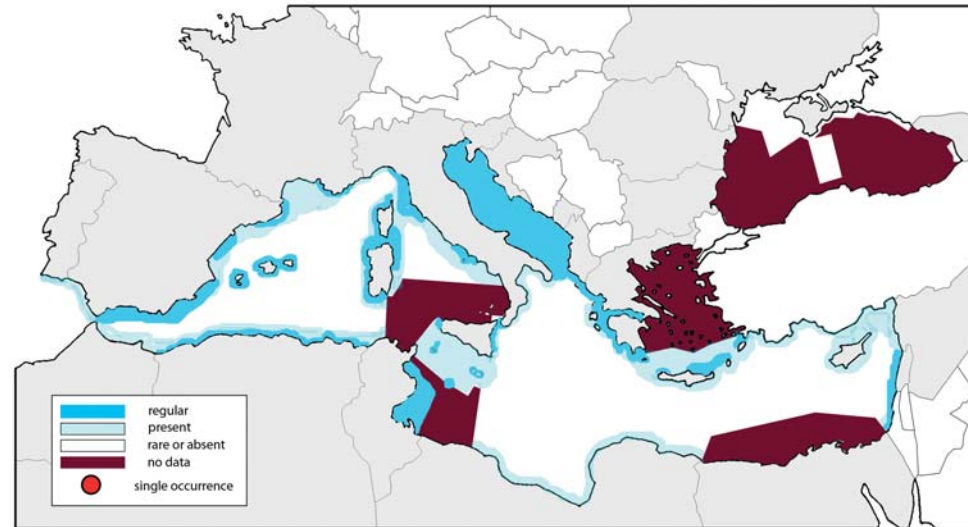 regular
present
rare or absent
no data
single occurrence